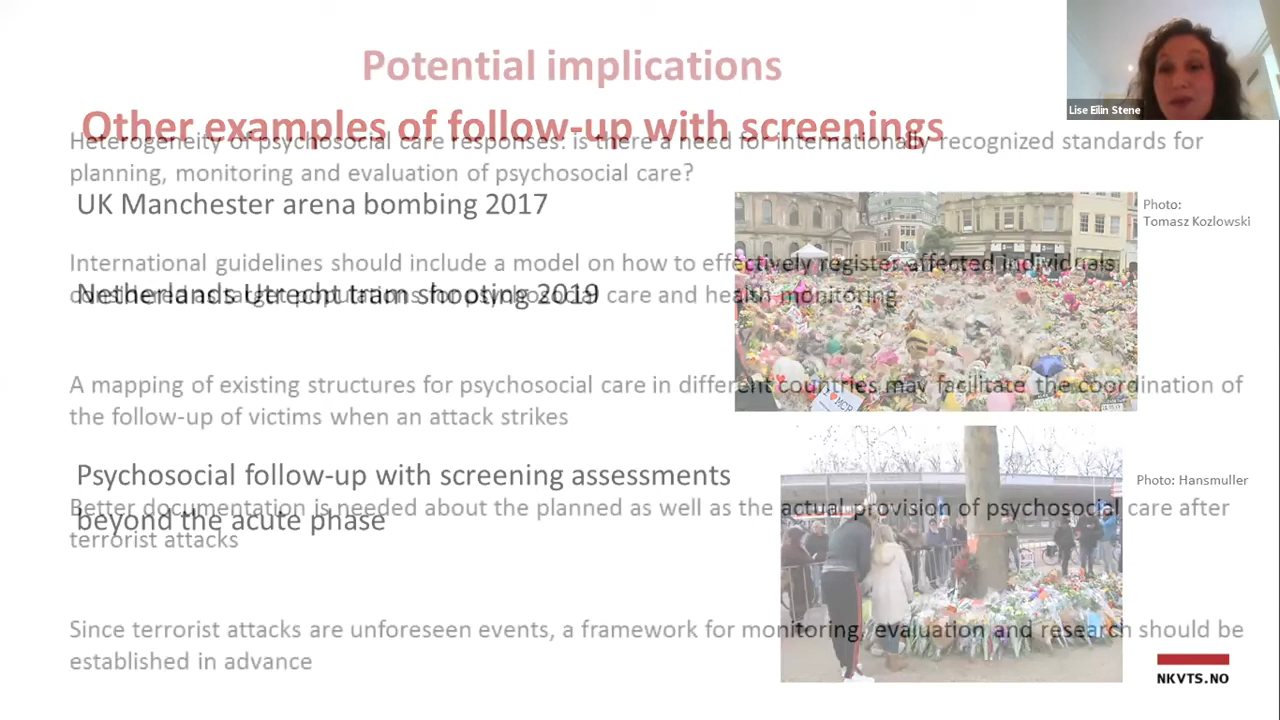 Potential implications
Other examples of follow-up with screenings
Heterogeneity of psychosocial care responses: is there a need for internationally recognized standards for
planning, monitoring and evaluation of psychosocial care?
UK Manchester arena bombing 2017
International guidelines should include a model on how to effectively register affected individuals
Netherlands Utrecht tram shooting 2019
considered as target populations for psychosocial care and health monitoring
A mapping of existing structures for psychosocial care in different countries may facilitate the coordination of
the follow-up of victims when an attack strikes
Psychosocial follow-up with screening assessments
beyond the acute phase
Better documentation is needed about the planned as well as the actual provision of psychosocial care after
terrorist attacks
Since terrorist attacks are unforeseen events, a framework for monitoring, evaluation and research should be
established in advance
Lise Eilin Stene
Photo:
Tomasz Kozlowski
Photo: Hansmuller
NKVTS.NO